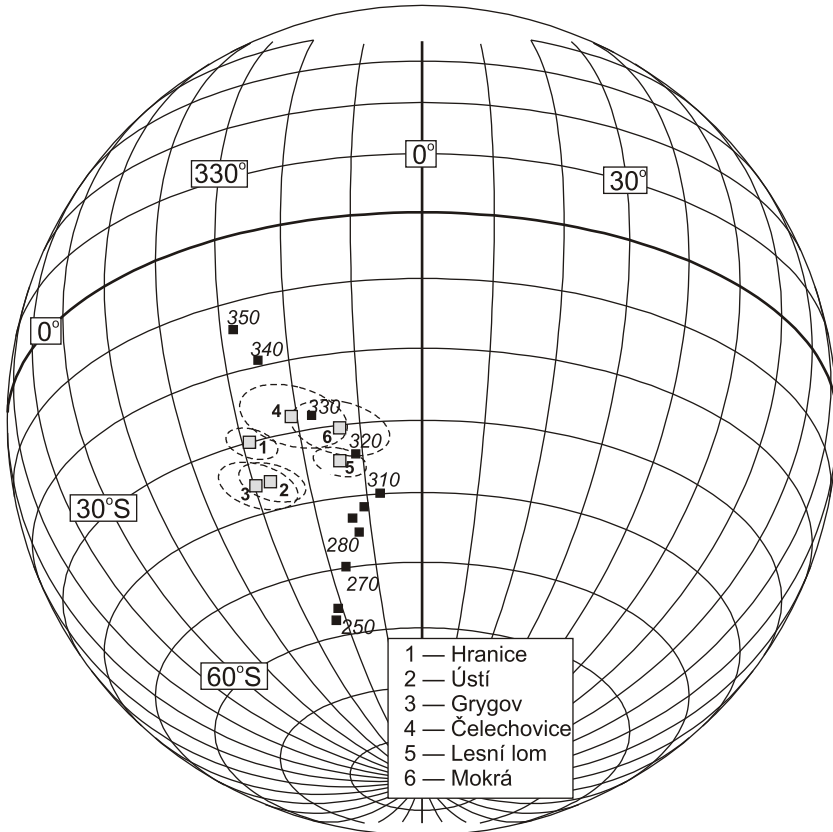 0°
330°
30°
350
0°
340
330
4
6
320
1
5
310
3
2
30°S
280
270
250
60°S
1 — Hranice
2 — Ústí
3 — Grygov
4 — Čelechovice
5 — Lesní lom
6 — Mokrá